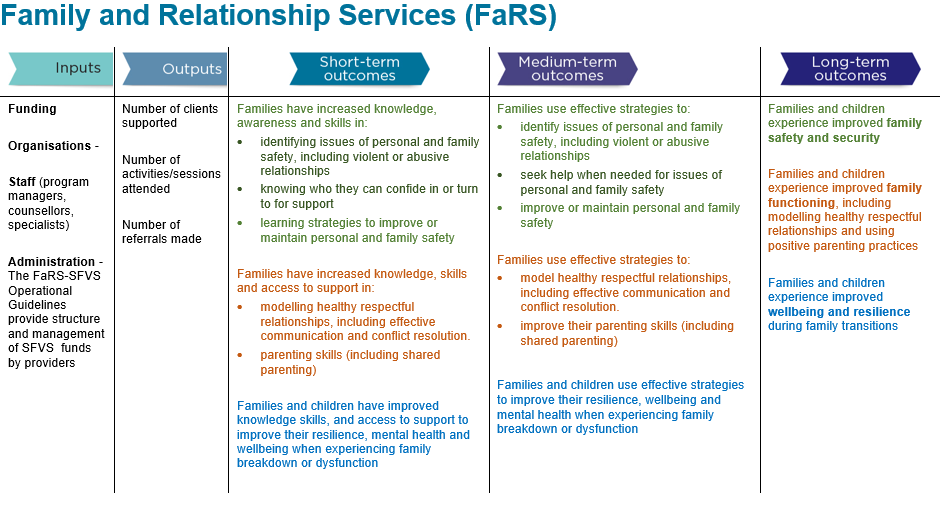 Family and Relationship Services (FaRS)
Inputs
Outputs
Short-term
outcomes
Medium-term
outcomes
Long-term
outcomes
Funding
Organisations -
Staff (program
managers,
counsellors,
specialists)
Administration -
The FaRS-SFVS
Operational
Guidelines
provide structure
and management
of SFVS  funds
by providers
Number of clients
supported
Number of
activities/sessions
attended
Number of
referrals made
Families have increased knowledge,
awareness and skills in:
• identifying issues of personal and family
safety, including violent or abusive
relationships
• knowing who they can confide in or turn
to for support
• learning strategies to improve or
maintain personal and family safety
Families have increased knowledge, skills
and access to support in:
• modelling healthy respectful
relationships, including effective
communication and conflict resolution.
• parenting skills (including shared
parenting)
Families and children have improved
knowledge skills, and access to support to
improve their resilience, mental health and
wellbeing when experiencing family
breakdown or dysfunction
Families use effective strategies to:
• identify issues of personal and family
safety, including violent or abusive
relationships
• seek help when needed for issues of
personal and family safety
• improve or maintain personal and family
safety
Families use effective strategies to:
• model healthy respectful relationships,
including effective communication and
conflict resolution.
• improve their parenting skills (including
shared parenting)
Families and children use effective strategies
to improve their resilience, wellbeing and
mental health when experiencing family
breakdown or dysfunction
Families and children
experience improved family
safety and security
Families and children
experience improved family
functioning, including
modelling healthy respectful
relationships and using
positive parenting practices
Families and children
experience improved
wellbeing and resilience
during family transitions